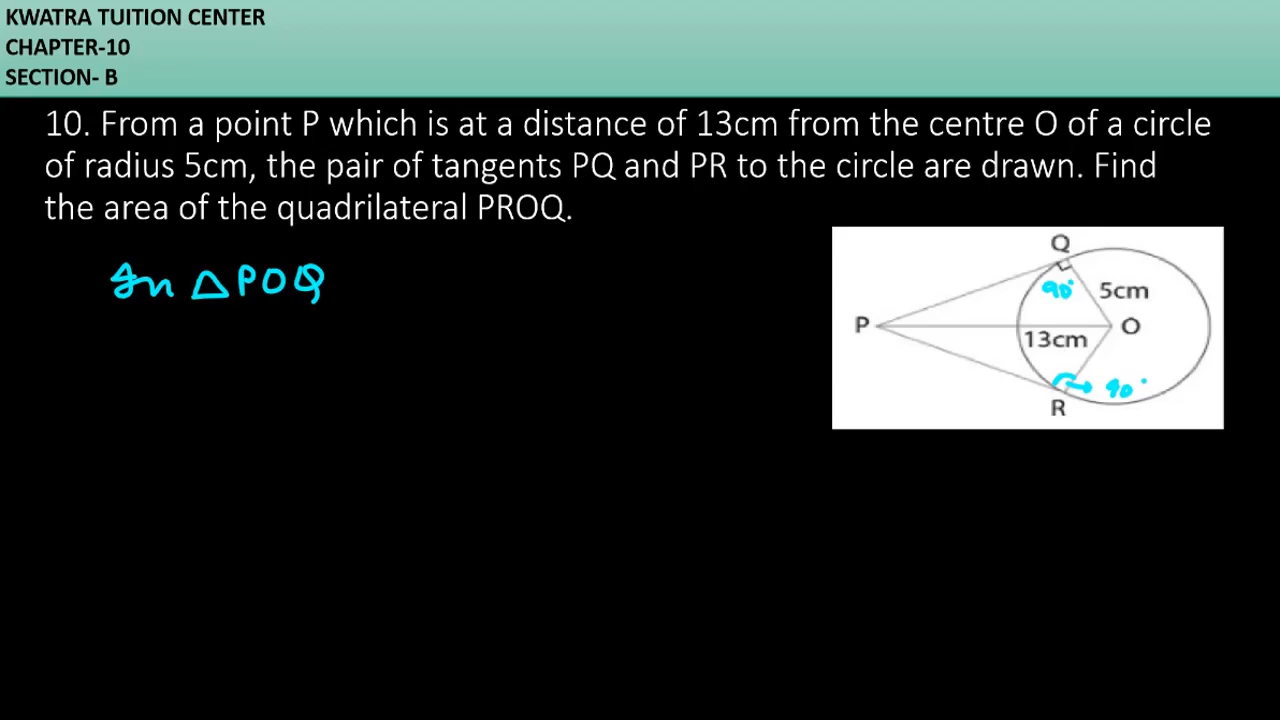 KWATRA TUITION CENTER
CHAPTER-10
SECTION- B
10. From a point P which is at a distance of 13cm from the centre O of a circle
of radius 5cm, the pair of tangents PQ and PR to the circle are drawn. Find
the area of the quadrilateral PROQ.
In △POQ
Q
90°
5cm
P
O
13cm
90°
R